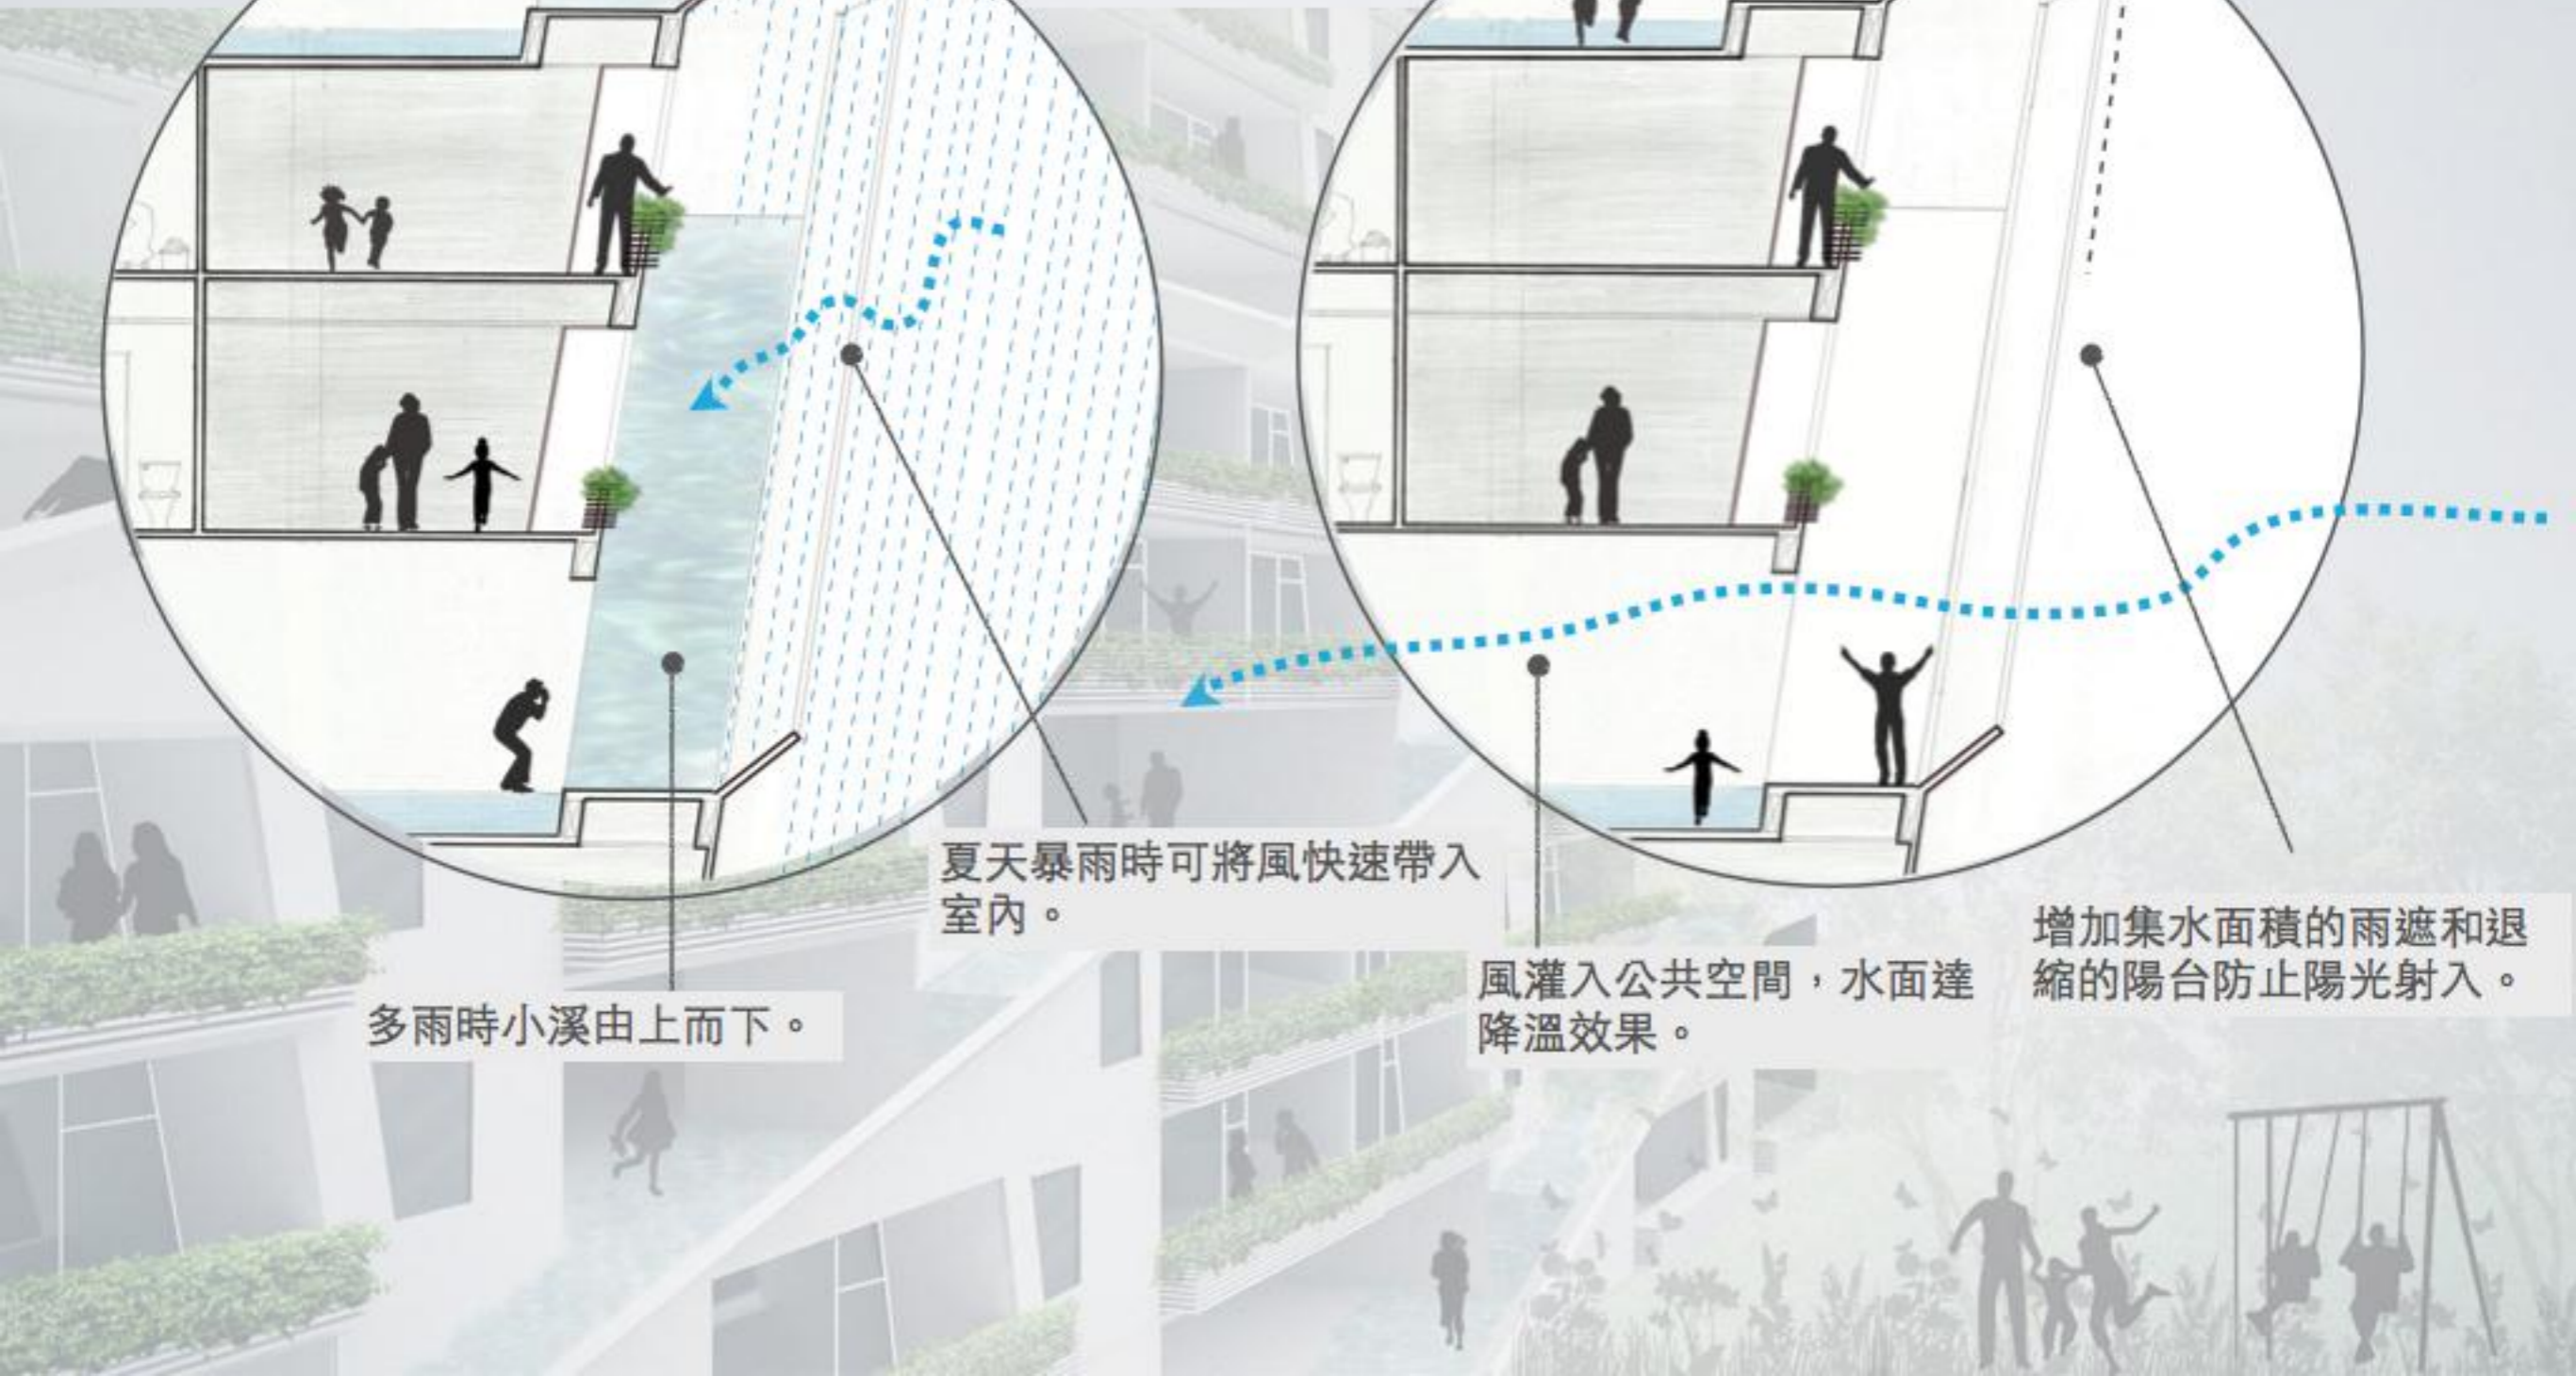 夏天暴雨時可將風快速帶入
室內。
多雨時小溪由上而下。
風灌入公共空間，水面達
降溫效果。
增加集水面積的雨遮和退
縮的陽台防止陽光射入。